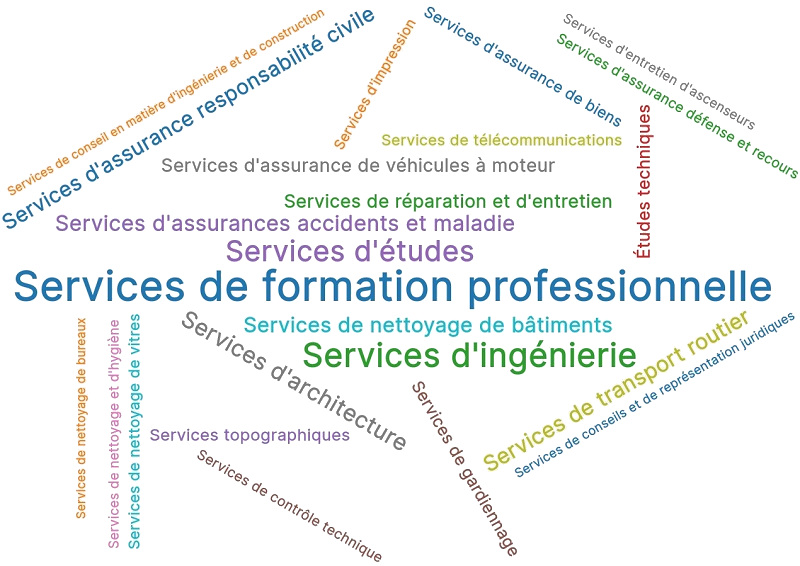 Services de conseil en matière d'ingénierie et de construction
Services d'assurance responsabilité civile
Services d'impression
Services d'assurance de biens
Services d'entretien d'ascenseurs
Services d'assurance défense et recours
Services de télécommunications
Services d'assurance de véhicules à moteur
Études techniques
Services de réparation et d'entretien
Services d'assurances accidents et maladie
Services d'études
Services de formation professionnelle
Services de nettoyage de bâtiments
Services d'ingénierie
Services d'architecture
Services de transport routier
Services de conseils et de représentation juridiques
Services de nettoyage de bureaux
Services de nettoyage et d'hygiène
Services de nettoyage de vitres
Services topographiques
Services de gardiennage
Services de contrôle technique